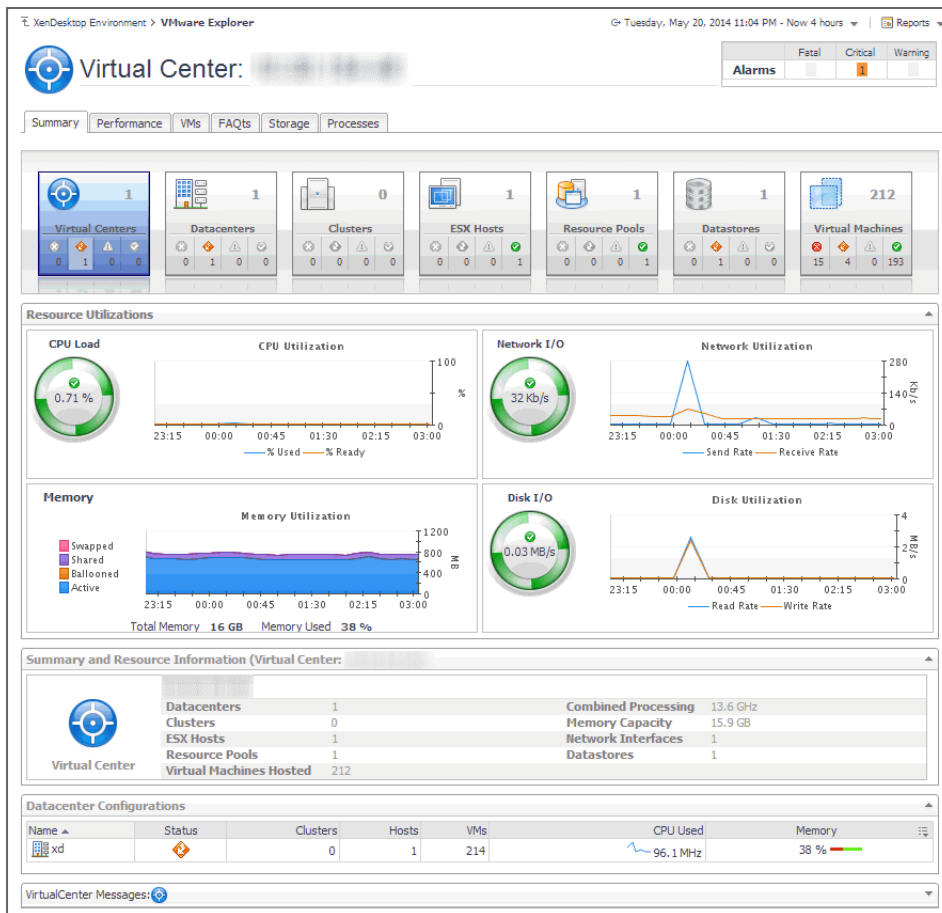 XenDesktop Environment > VMware Explorer
Tuesday, May 20, 2014 11:04 PM - Now 4 hours
Reports
Virtual Center:
Fatal Critical Warning
Alarms 1
Summary Performance VMs FAQts Storage Processes
1 1 0 1 1 1 212
Virtual Centers Datacenters Clusters ESX Hosts Resource Pools Datastores Virtual Machines
0 1 0 0 0 1 0 0 0 0 0 0 0 0 0 1 0 0 0 1 0 1 0 0 15 4 0 193
Resource Utilizations
CPU Load
0.71 %
CPU Utilization
100
%
0
23:15 00:00 00:45 01:30 02:15 03:00
% Used % Ready
Network I/O
32 Kb/s
Network Utilization
280
140
Kb/s
0
23:15 00:00 00:45 01:30 02:15 03:00
Send Rate Receive Rate
Memory
Memory Utilization
Swapped
Shared
Ballooned
Active
1200
800
400
0
MB
23:15 00:00 00:45 01:30 02:15 03:00
Total Memory 16 GB Memory Used 38 %
Disk I/O
0.03 MB/s
Disk Utilization
4
2
0
MB/s
23:15 00:00 00:45 01:30 02:15 03:00
Read Rate Write Rate
Summary and Resource Information (Virtual Center:
Virtual Center
Datacenters 1 Combined Processing 13.6 GHz
Clusters 0 Memory Capacity 15.9 GB
ESX Hosts 1 Network Interfaces 1
Resource Pools 1 Datastores 1
Virtual Machines Hosted 212
Datacenter Configurations
Name Status Clusters Hosts VMs CPU Used Memory
xd 0 1 214 96.1 MHz 38 %
VirtualCenter Messages: